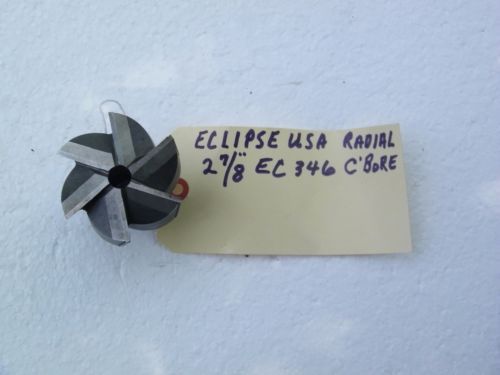 ECLIPSE USA RADIAL
2 7/8" EC 346 C'BORE